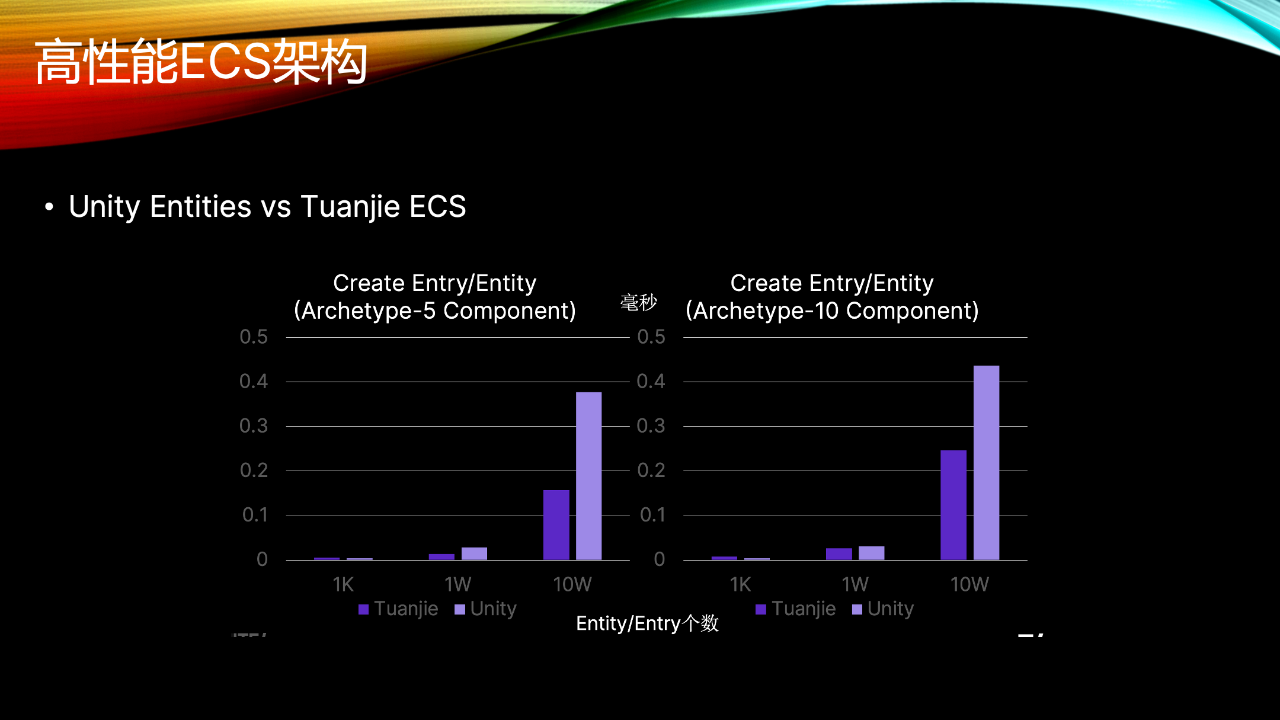 高性能ECS架构
• Unity Entities vs Tuanjie ECS
Create Entry/Entity
(Archetype-5 Component)
毫秒
Create Entry/Entity
(Archetype-10 Component)
0.5
0.4
0.3
0.2
0.1
0
1K 1W 10W
Tuanjie Unity
0.5
0.4
0.3
0.2
0.1
0
1K 1W 10W
Tuanjie Unity
Entity/Entry个数